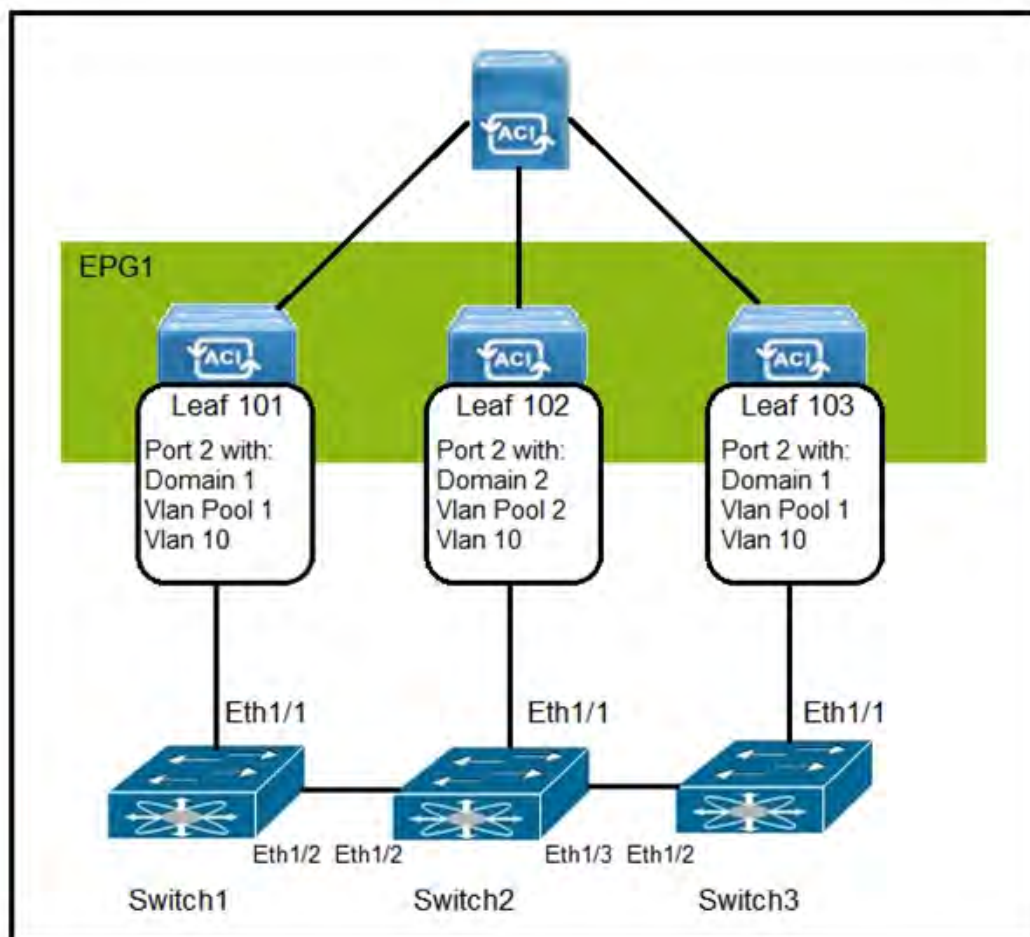 ACI
EPG1
ACI
ACI
ACI
Leaf 101
Port 2 with:
Domain 1
Vlan Pool 1
Vlan 10
Leaf 102
Port 2 with:
Domain 2
Vlan Pool 2
Vlan 10
Leaf 103
Port 2 with:
Domain 1
Vlan Pool 1
Vlan 10
Eth1/1
Eth1/1
Eth1/1
Eth1/2 Eth1/2
Eth1/3 Eth1/2
Switch1
Switch2
Switch3